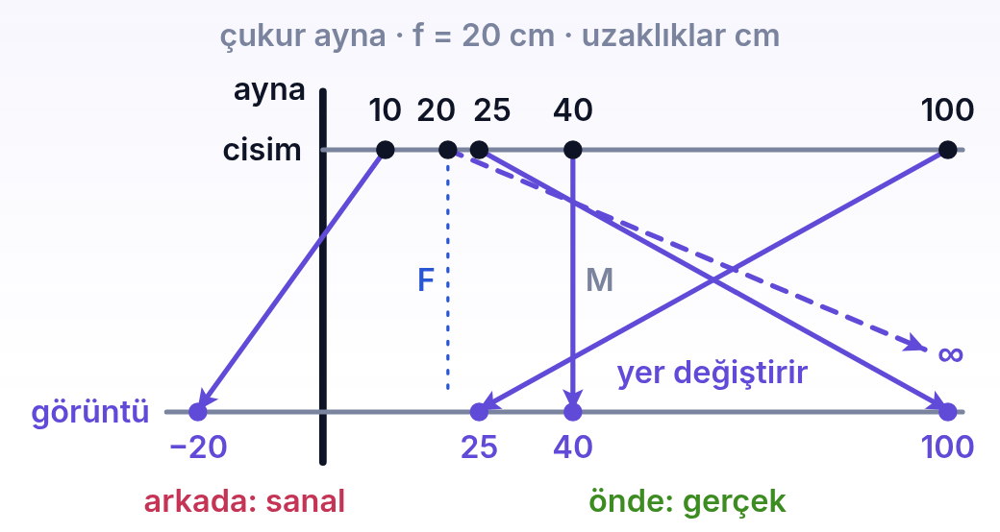 çukur ayna · f = 20 cm · uzaklıklar cm
ayna
10 20 25 40 100
cisim
F M
∞
yer değiştirir
görüntü
−20 25 40 100
arkada: sanal önde: gerçek